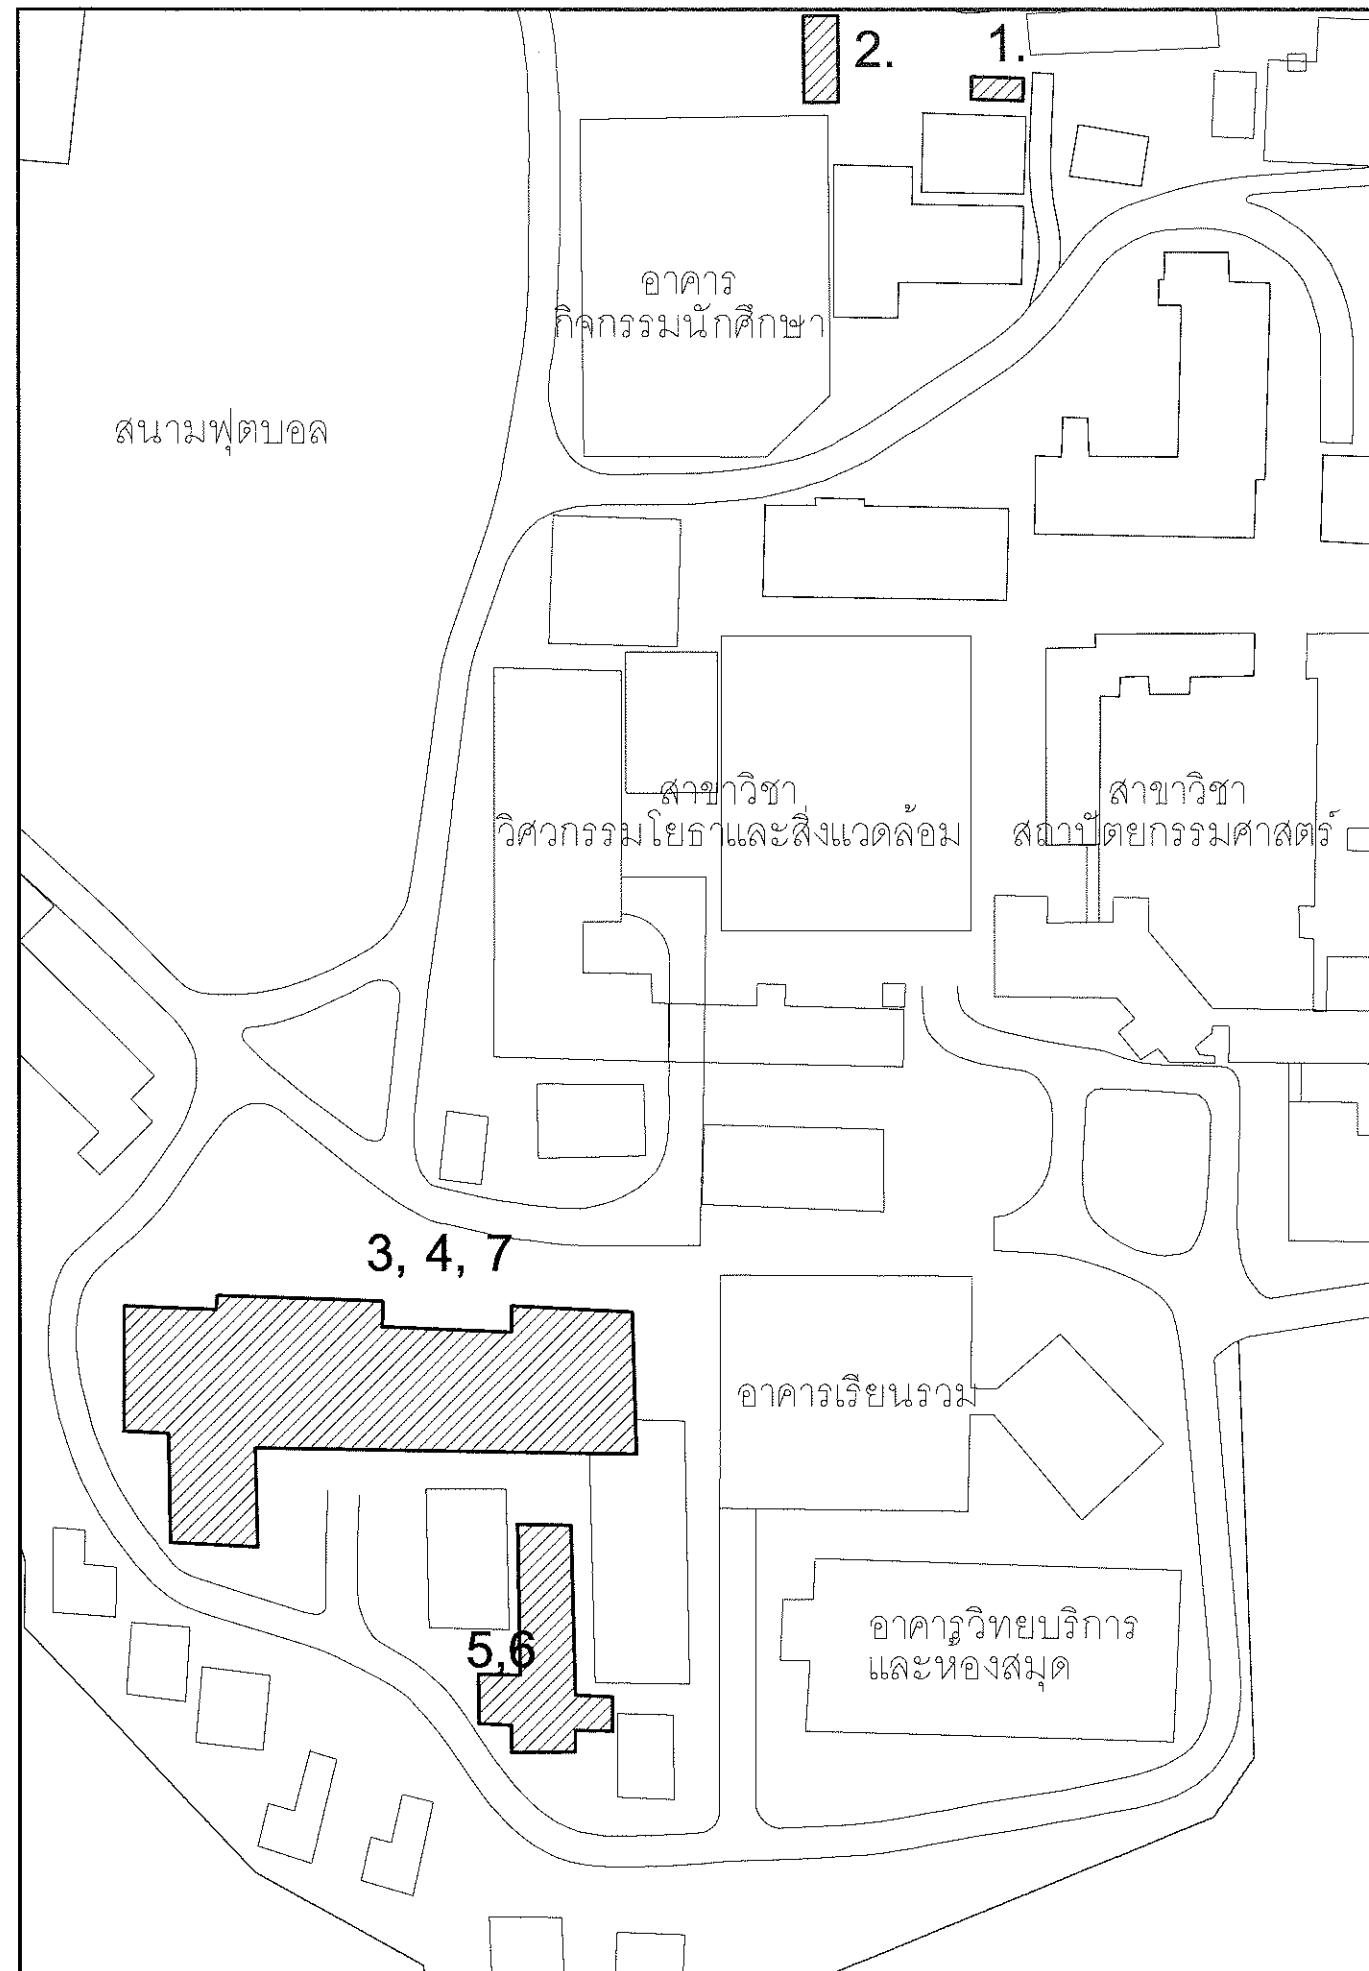 2.
1.
อาคาร
กิจกรรมนักศึกษา
สนามฟุตบอล
สาขาวิชา
วิศวกรรมโยธาและสิ่งแวดล้อม
สาขาวิชา
สถาปัตยกรรมศาสตร์
3, 4, 7
อาคารเรียนรวม
5,6
อาคารวิทยบริการ
และห้องสมุด